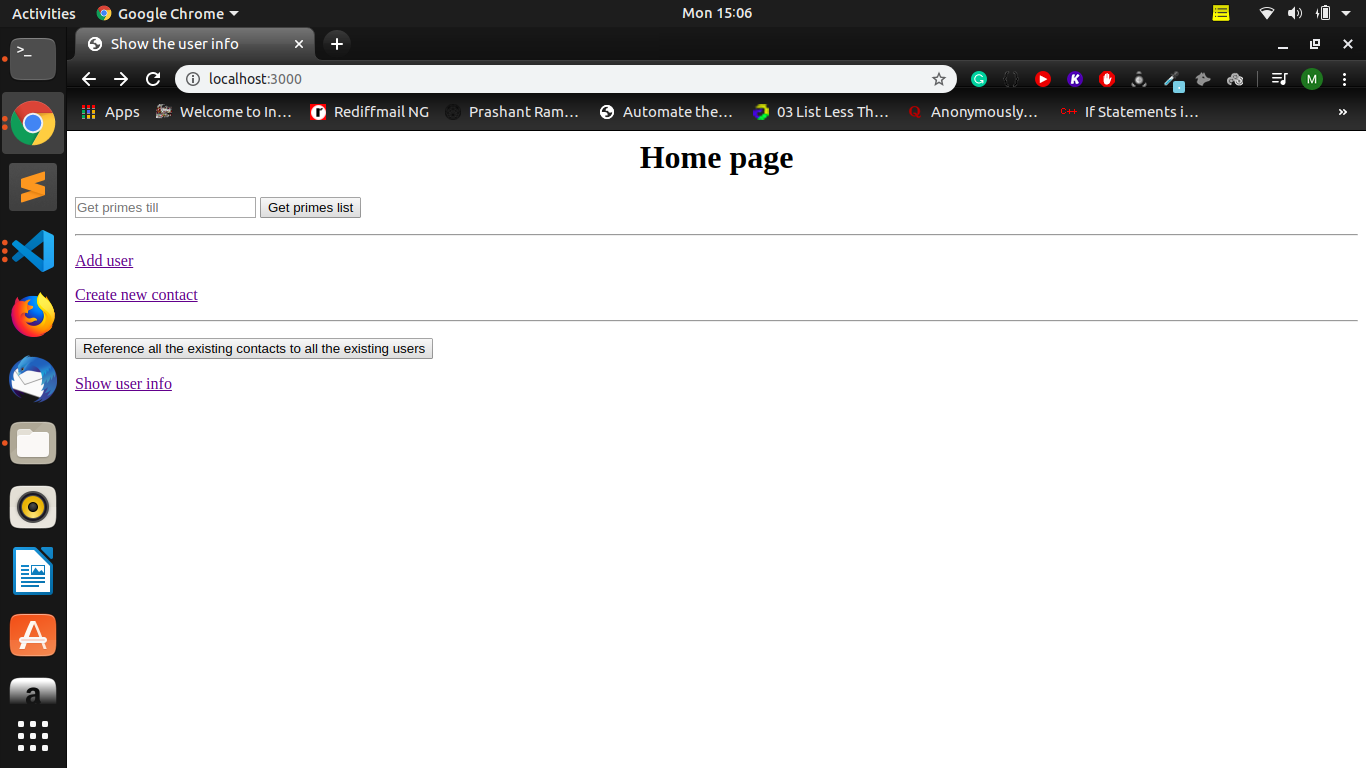 Activities Google Chrome Mon 15:06
Show the user info
localhost:3000 M
Apps Welcome to In... Rediffmail NG Prashant Ram... Automate the... 03 List Less Th... Anonymously... If Statements i... »
Home page
Get primes till Get primes list
Add user
Create new contact
Reference all the existing contacts to all the existing users
Show user info